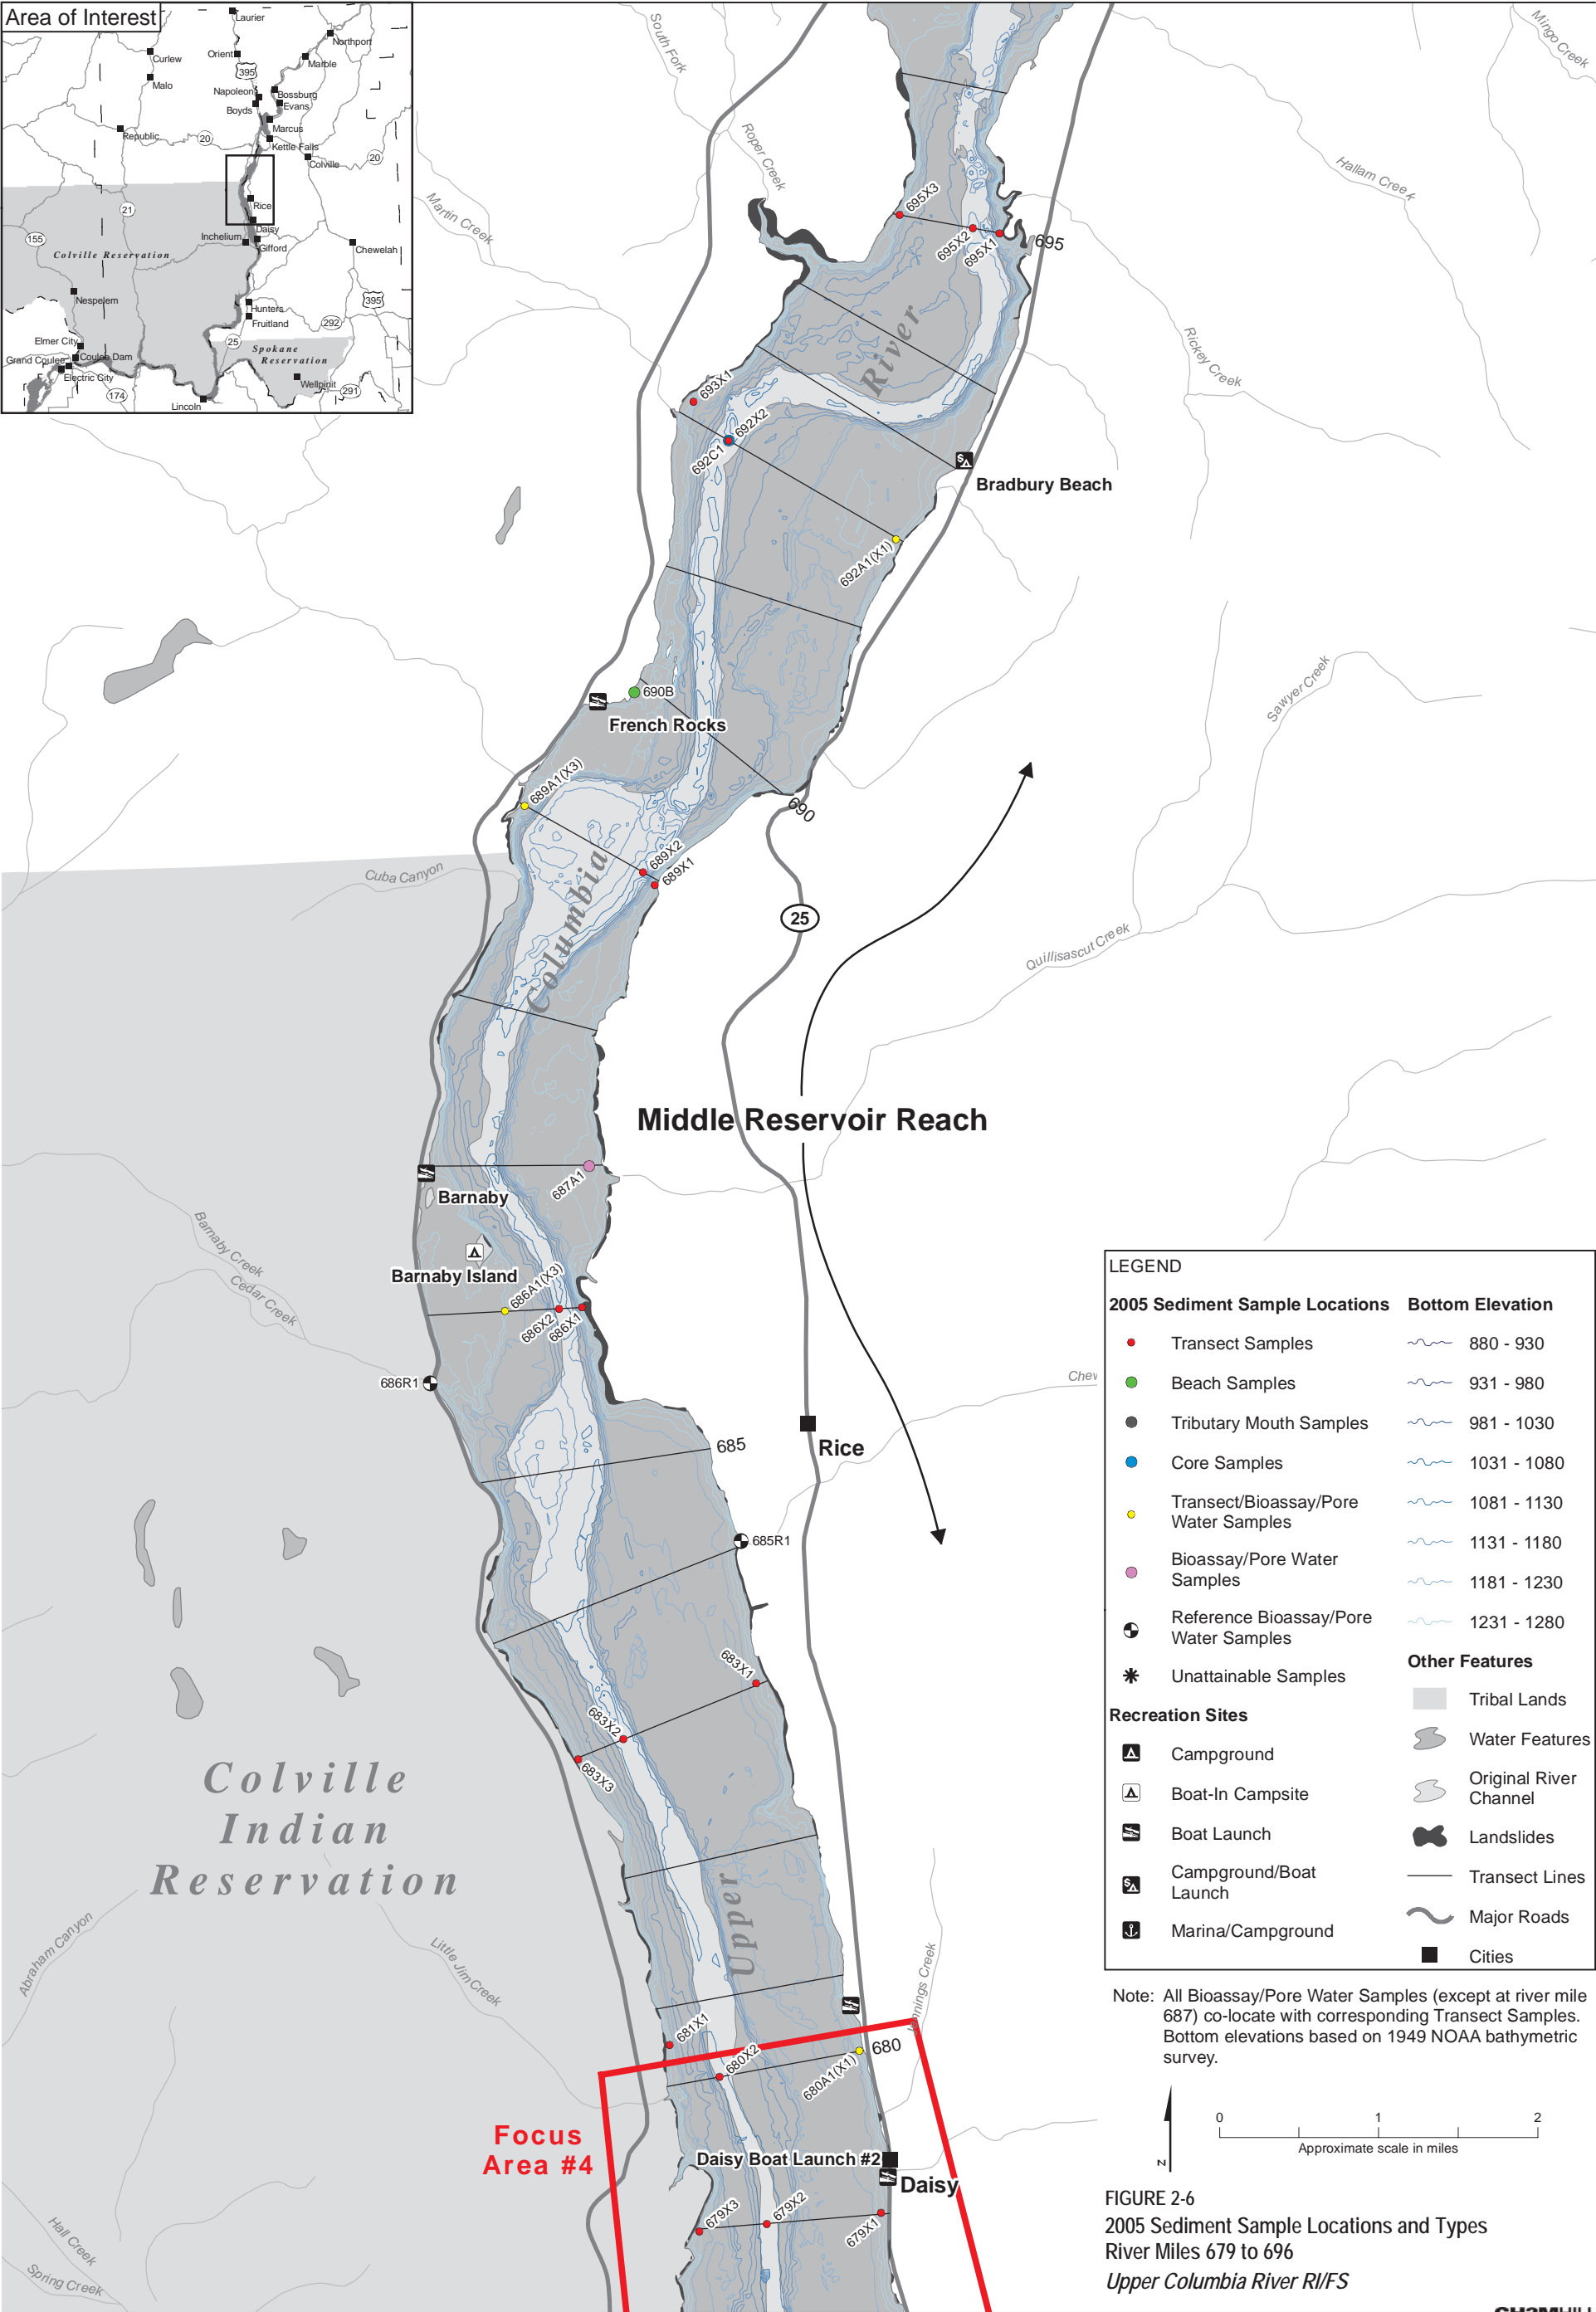 Area of Interest
Laurier
Northport
Curlew
Orient
395
Marble
Malo
Napoleon
Bossburg
Boyds
Evans
Marcus
Republic
20
Kettle Falls
Colville
20
Rice
21
Daisy
Inchelium
Gifford
155
Colville Reservation
Chewelah
Nespelem
Hunters
395
Fruitland
292
25
Elmer City
Spokane
Reservation
Grand Coulee
Coulee Dam
Electric City
Wellpinit
174
291
Lincoln
South Fork
Mingo Creek
Roper Creek
Hallam Creek
Martin Creek
695X3
695X2
695X1
695
River
Rickey Creek
693X1
692X2
692C1
Bradbury Beach
692A1(X1)
Sawyer Creek
690B
French Rocks
689A1(X3)
690
689X2
689X1
Cuba Canyon
Columbia
25
Quillisascut Creek
Middle Reservoir Reach
687A1
Barnaby
Barnaby Creek
Cedar Creek
Barnaby Island
686A1(X3)
686X2
686X1
686R1
Chew
685
Rice
685R1
683X1
683X2
683X3
Colville
Indian
Reservation
Upper
Abraham Canyon
Little Jim Creek
681X1
680X2
680
680A1(X1)
Focus
Area #4
Daisy Boat Launch #2
Daisy
679X3
679X2
679X1
Hall Creek
Spring Creek
LEGEND
2005 Sediment Sample Locations
Transect Samples
Beach Samples
Tributary Mouth Samples
Core Samples
Transect/Bioassay/Pore
Water Samples
Bioassay/Pore Water
Samples
Reference Bioassay/Pore
Water Samples
Unattainable Samples
Recreation Sites
Campground
Boat-In Campsite
Boat Launch
Campground/Boat
Launch
Marina/Campground
Bottom Elevation
880 - 930
931 - 980
981 - 1030
1031 - 1080
1081 - 1130
1131 - 1180
1181 - 1230
1231 - 1280
Other Features
Tribal Lands
Water Features
Original River
Channel
Landslides
Transect Lines
Major Roads
Cities
Note: All Bioassay/Pore Water Samples (except at river mile
687) co-locate with corresponding Transect Samples.
Bottom elevations based on 1949 NOAA bathymetric
survey.
N
0 1 2
Approximate scale in miles
FIGURE 2-6
2005 Sediment Sample Locations and Types
River Miles 679 to 696
Upper Columbia River RI/FS